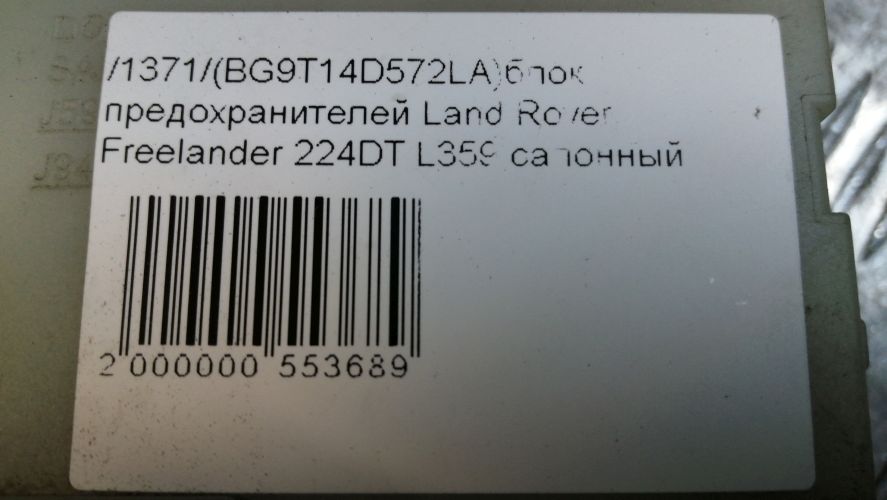 /1371/(BG9T14D572LA)блок
предохранителей Land Rover
Freelander 224DT L359 салонный
2 000000 553689